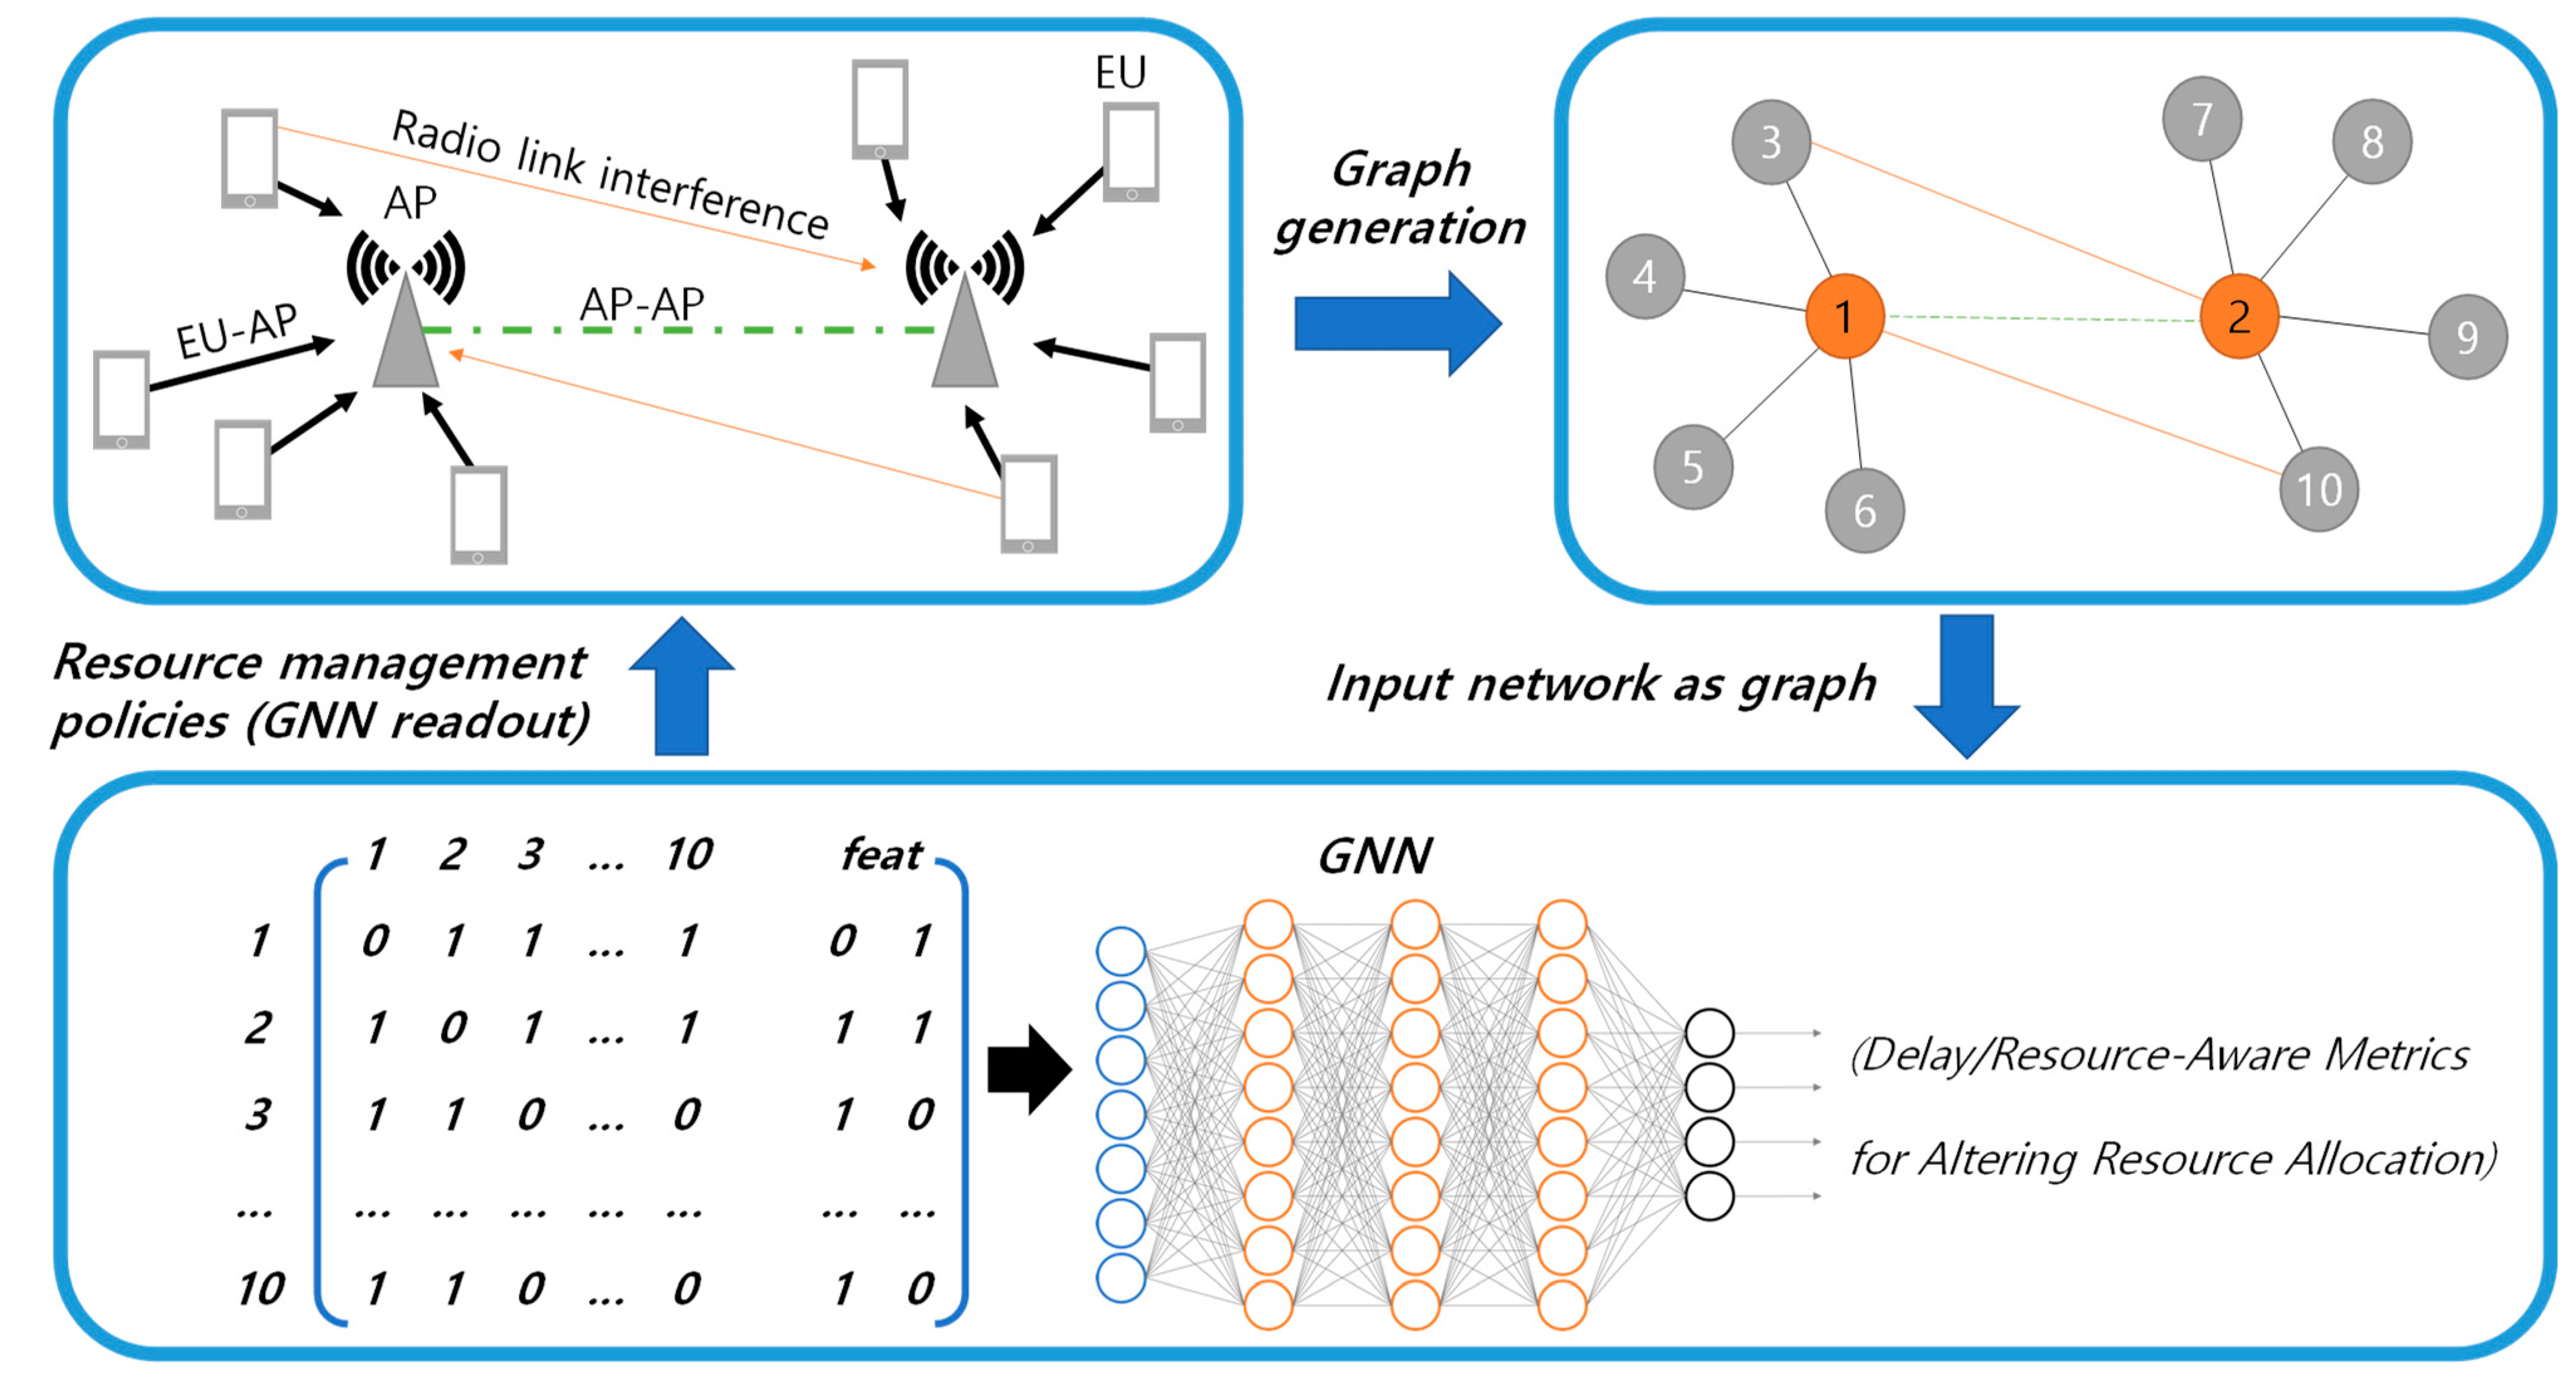 EU
Radio link interference
AP
EU-AP
AP-AP
Graph
generation
3
7
8
4
1
2
9
5
6
10
Resource management
policies (GNN readout)
Input network as graph
1 2 3 ... 10 feat
1 0 1 1 ... 1 0 1
2 1 0 1 ... 1 1 1
3 1 1 0 ... 0 1 0
... ... ... ... ... ... ... ...
10 1 1 0 ... 0 1 0
GNN
(Delay/Resource-Aware Metrics
for Altering Resource Allocation)